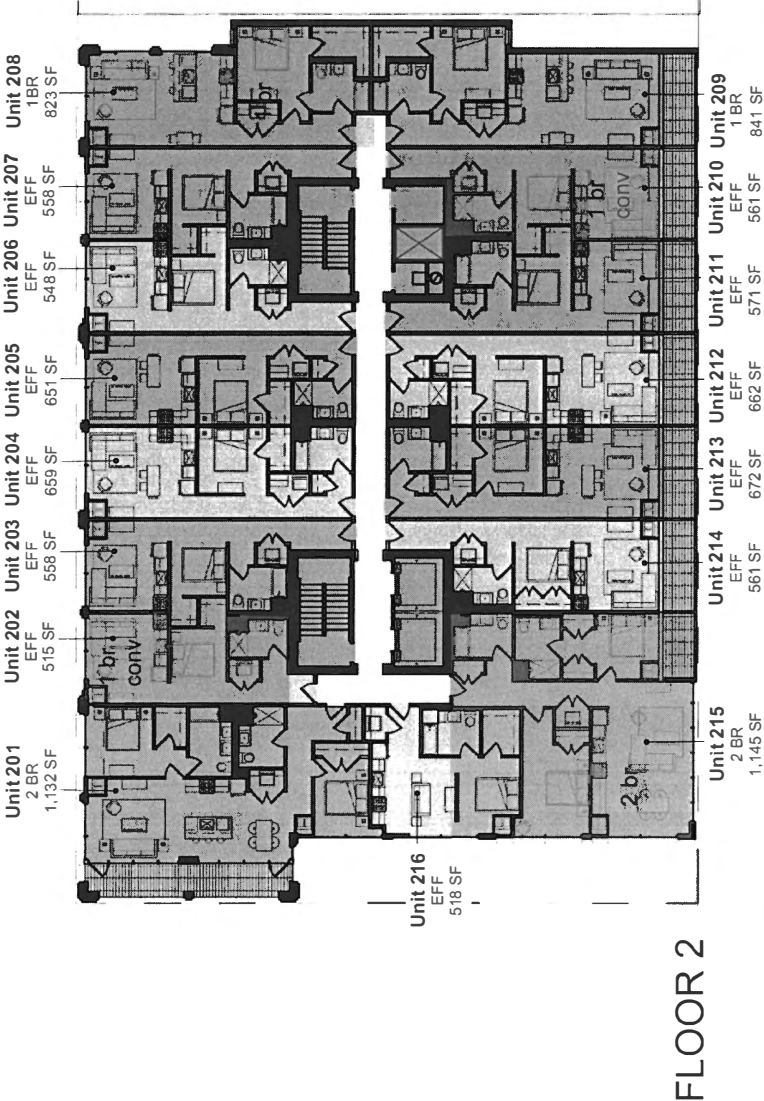 Unit 201
2 BR
1,132 SF
Unit 202
EFF
515 SF
Unit 203
EFF
558 SF
Unit 204
EFF
659 SF
Unit 205
EFF
651 SF
Unit 206
EFF
548 SF
Unit 207
EFF
558 SF
Unit 208
1BR
823 SF
1 br
conv
br
1 br
conv
2 br
Unit 216
EFF
518 SF
Unit 215
2 BR
1,145 SF
Unit 214
EFF
561 SF
Unit 213
EFF
672 SF
Unit 212
EFF
662 SF
Unit 211
EFF
571 SF
Unit 210
EFF
561 SF
Unit 209
1 BR
841 SF
FLOOR 2